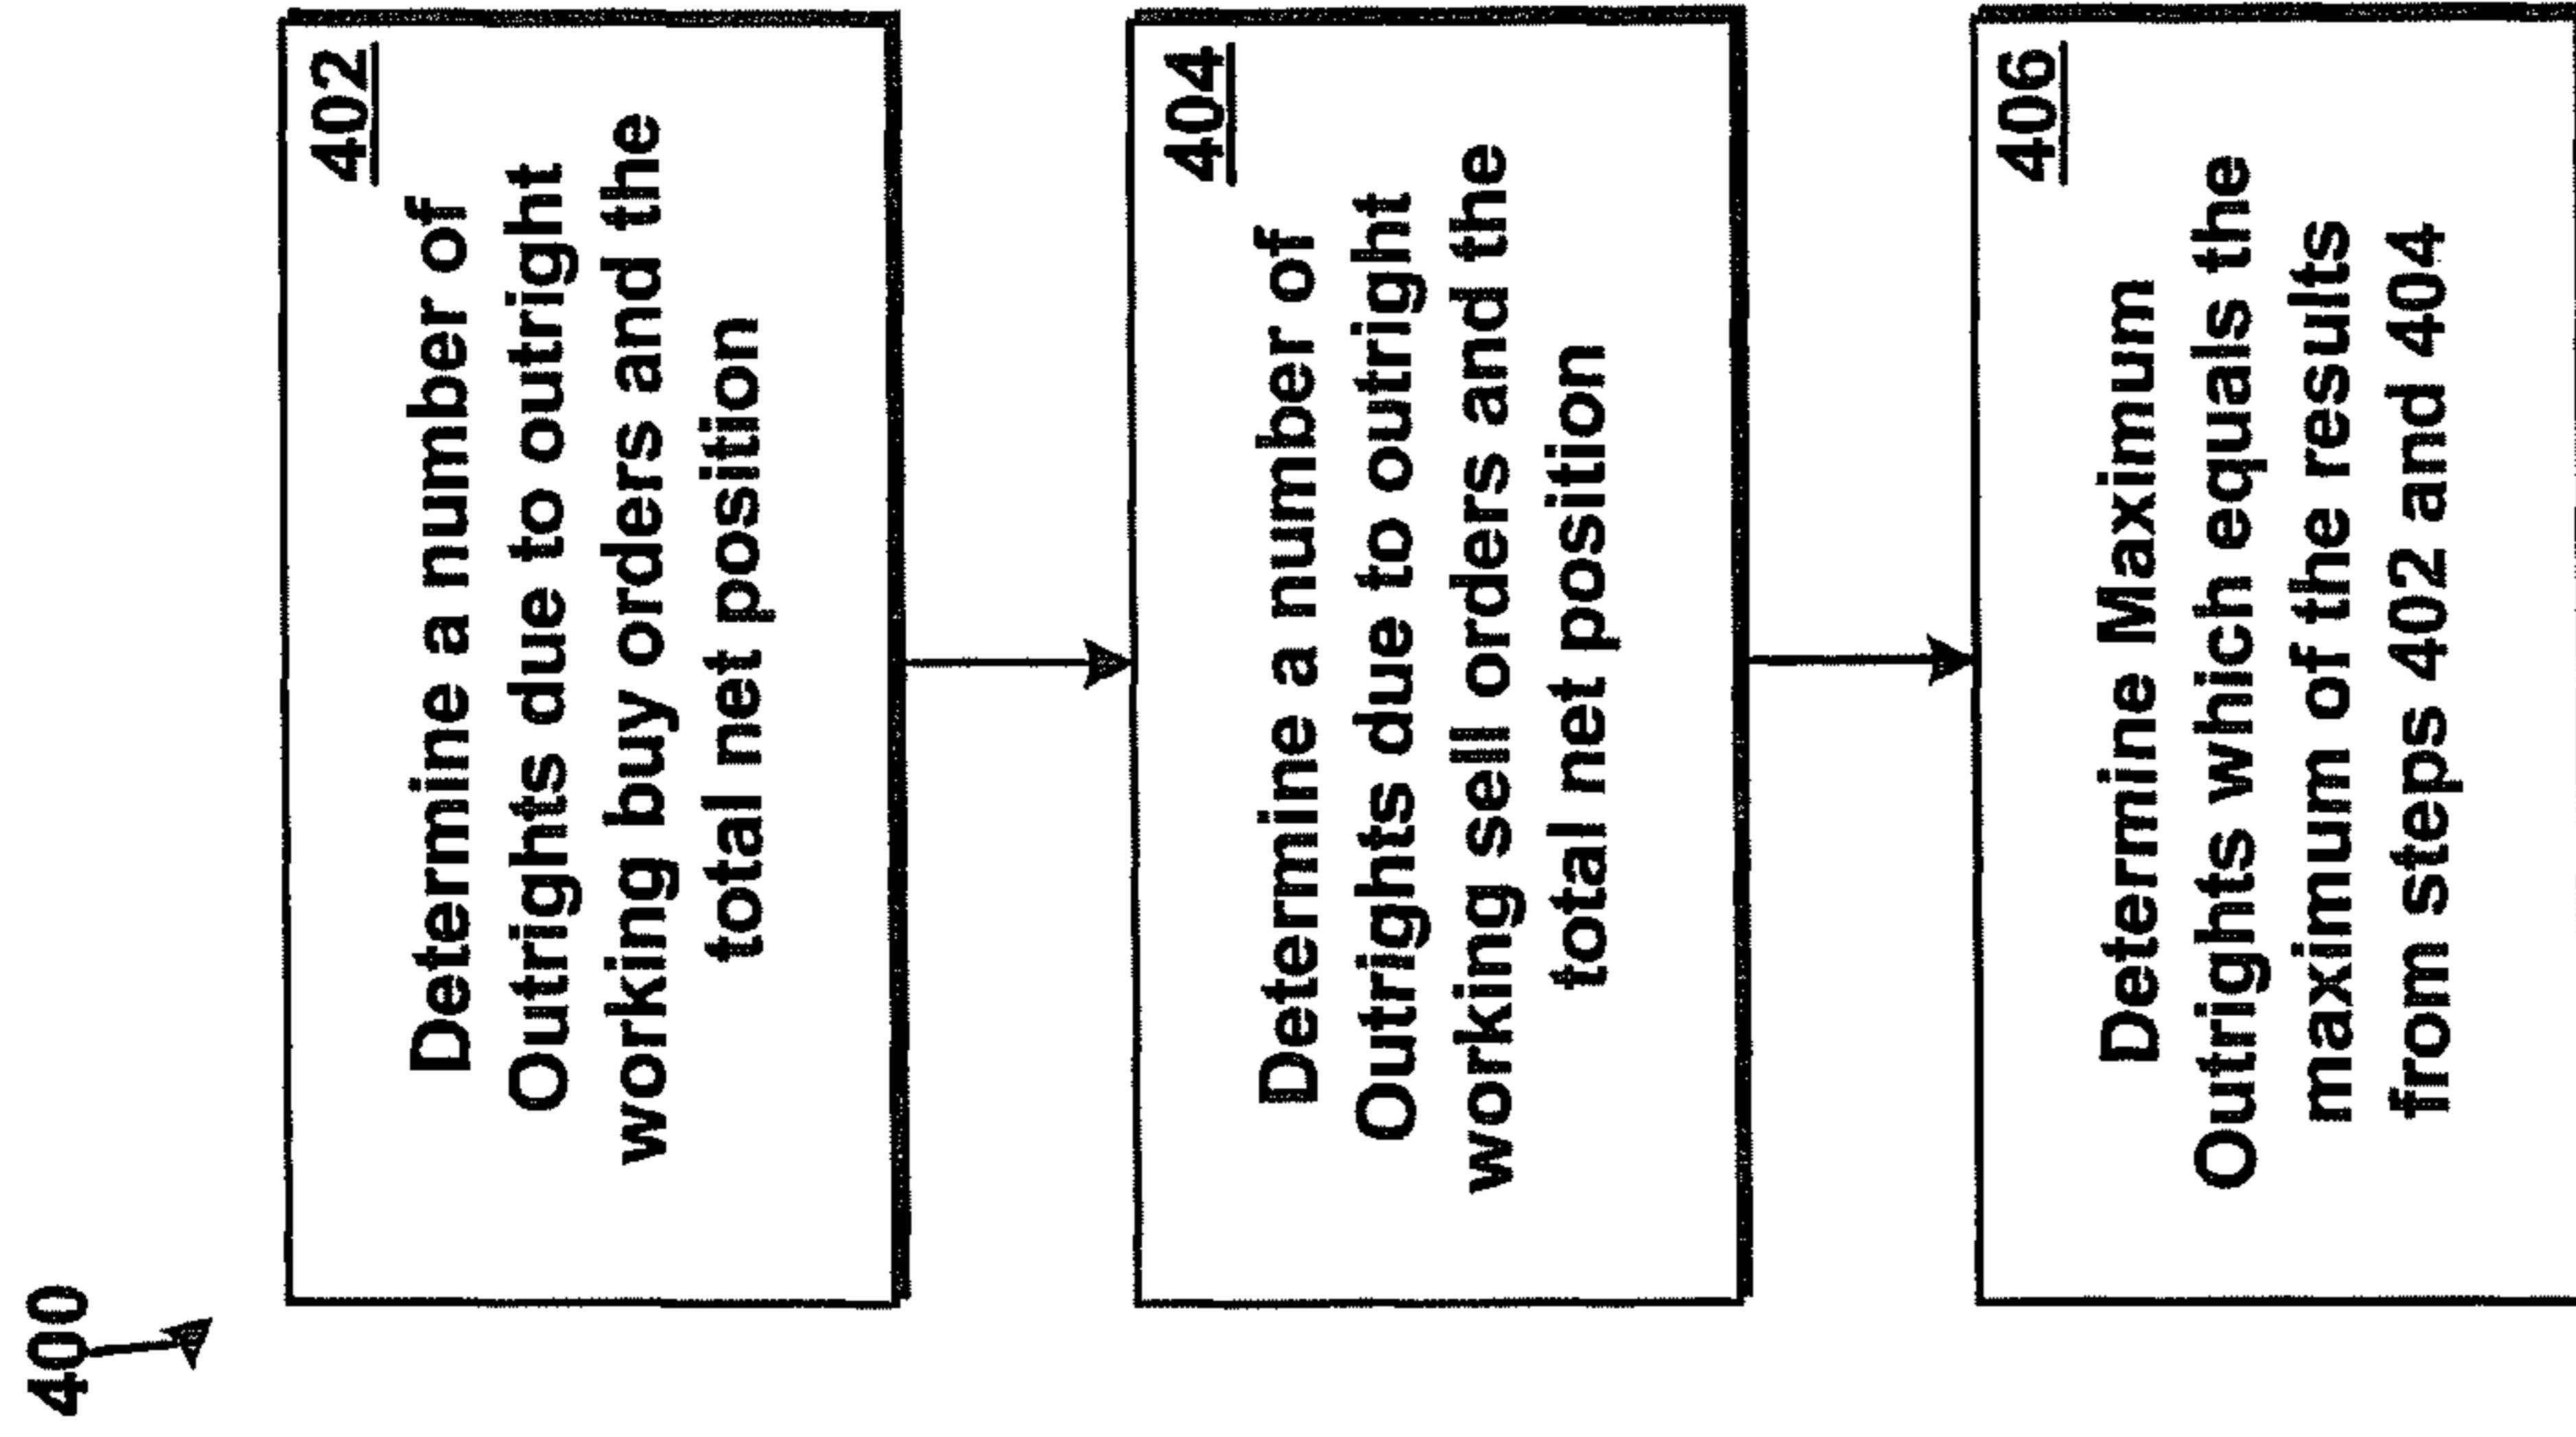 400
402
Determine a number of
Outrights due to outright
working buy orders and the
total net position
404
Determine a number of
Outrights due to outright
working sell orders and the
total net position
406
Determine Maximum
Outrights which equals the
maximum of the results
from steps 402 and 404